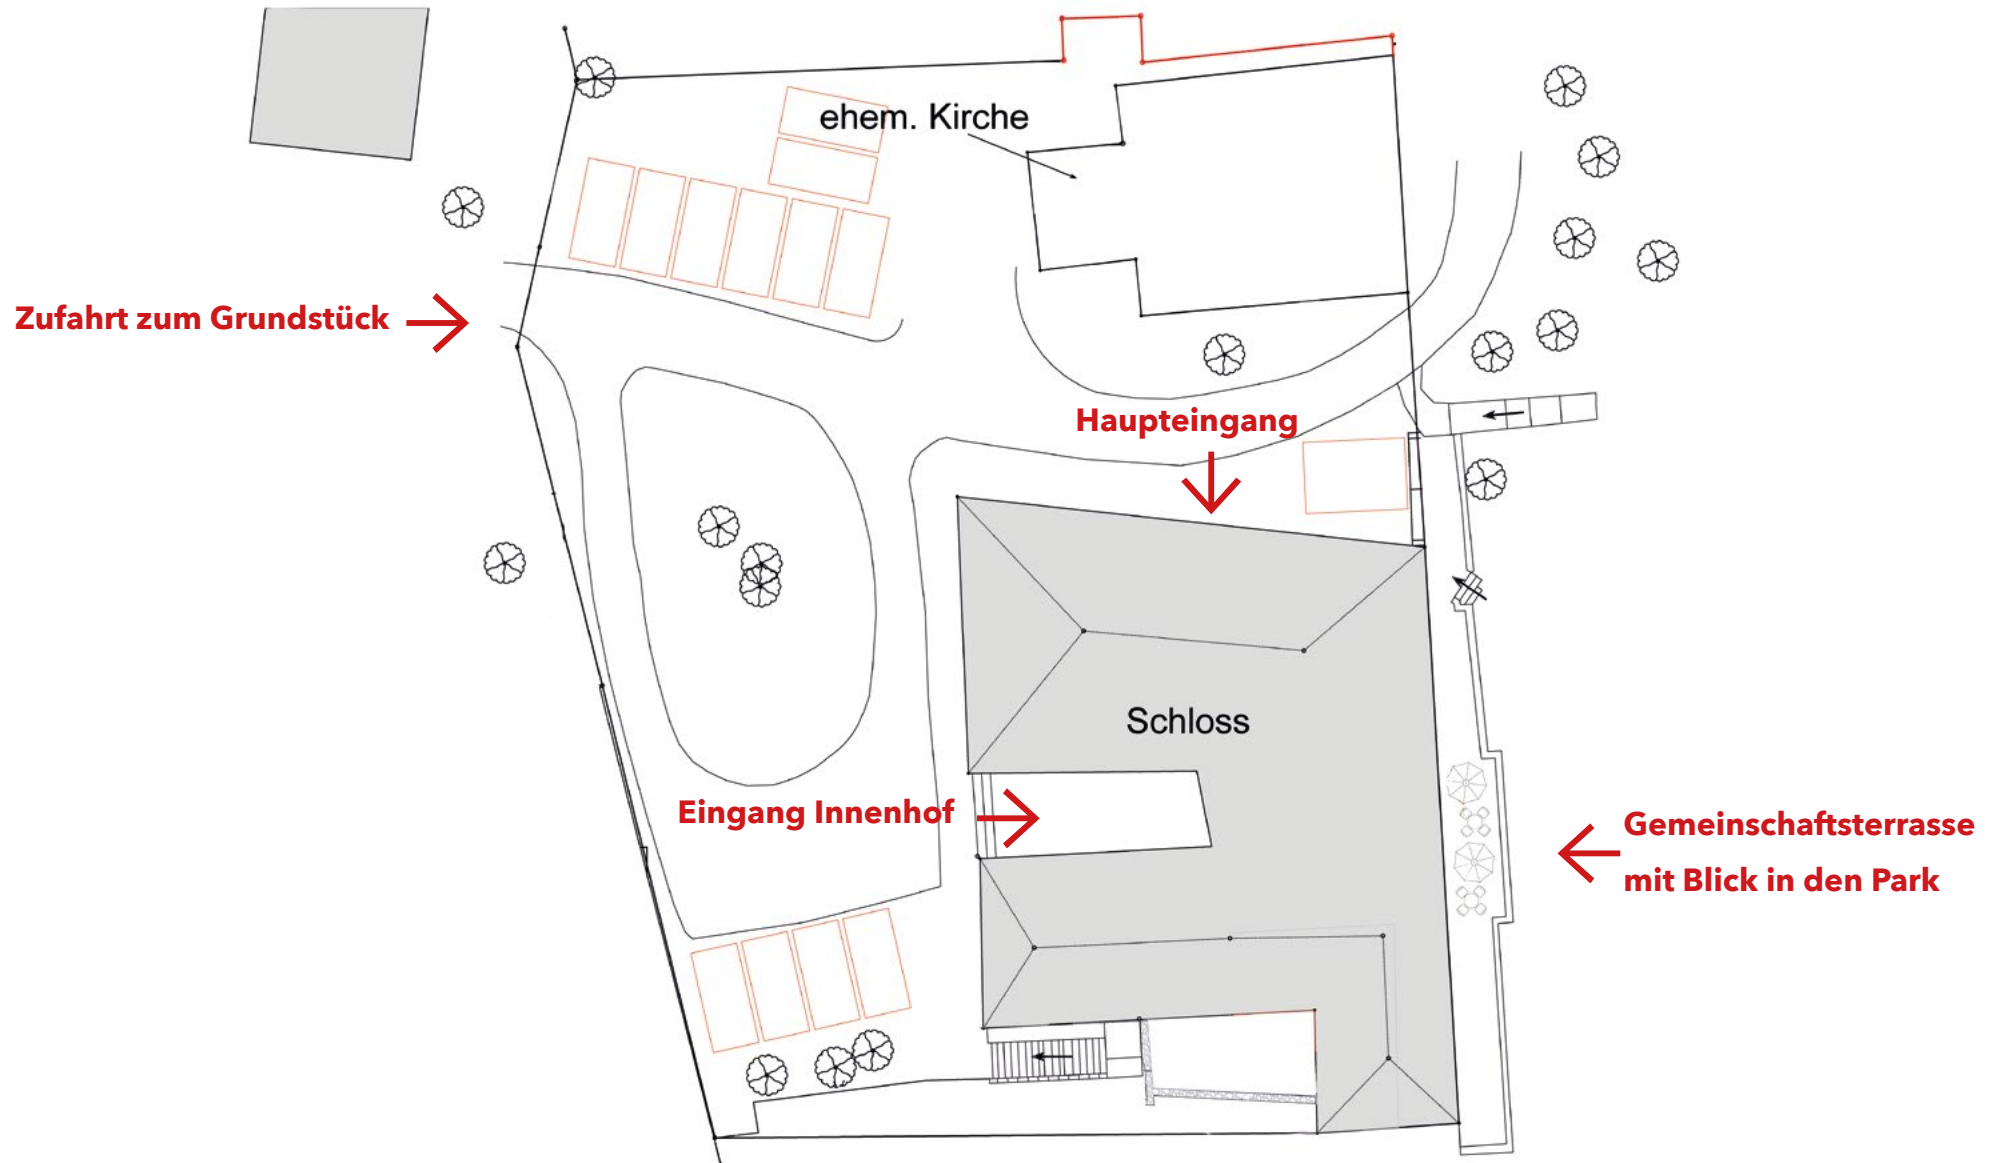 ehem. Kirche
Zufahrt zum Grundstück
Haupteingang
Schloss
Eingang Innenhof
Gemeinschaftsterrasse
mit Blick in den Park